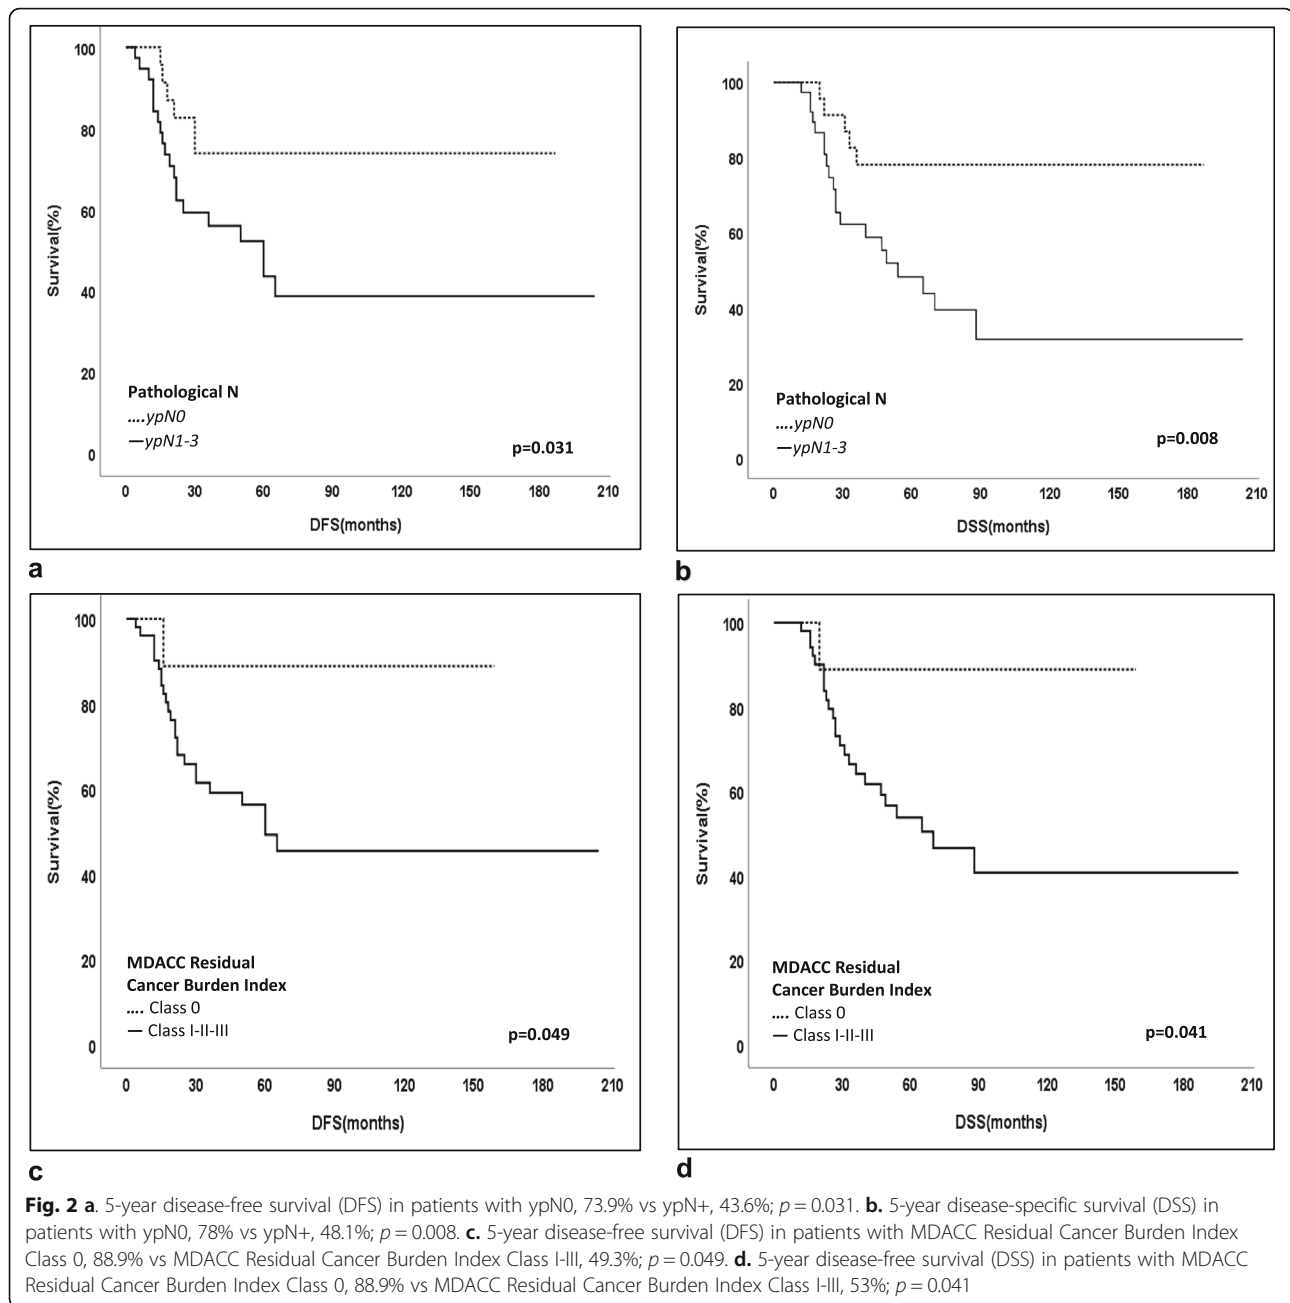 100
80
60
40
20
0
Survival(%)
Pathological N
....ypN0
—ypN1-3
p=0.031
0 30 60 90 120 150 180 210
DFS(months)
a
100
80
60
40
20
0
Survival(%)
Pathological N
....ypN0
—ypN1-3
p=0.008
0 30 60 90 120 150 180 210
DSS(months)
b
100
80
60
40
20
0
Survival(%)
MDACC Residual
Cancer Burden Index
.... Class 0
— Class I-II-III
p=0.049
0 30 60 90 120 150 180 210
DFS(months)
c
100
80
60
40
20
0
Survival(%)
MDACC Residual
Cancer Burden Index
.... Class 0
— Class I-II-III
p=0.041
0 30 60 90 120 150 180 210
DSS(months)
d
Fig. 2 a. 5-year disease-free survival (DFS) in patients with ypN0, 73.9% vs ypN+, 43.6%; p = 0.031. b. 5-year disease-specific survival (DSS) in
patients with ypN0, 78% vs ypN+, 48.1%; p = 0.008. c. 5-year disease-free survival (DFS) in patients with MDACC Residual Cancer Burden Index
Class 0, 88.9% vs MDACC Residual Cancer Burden Index Class I-III, 49.3%; p = 0.049. d. 5-year disease-free survival (DSS) in patients with MDACC
Residual Cancer Burden Index Class 0, 88.9% vs MDACC Residual Cancer Burden Index Class I-III, 53%; p = 0.041